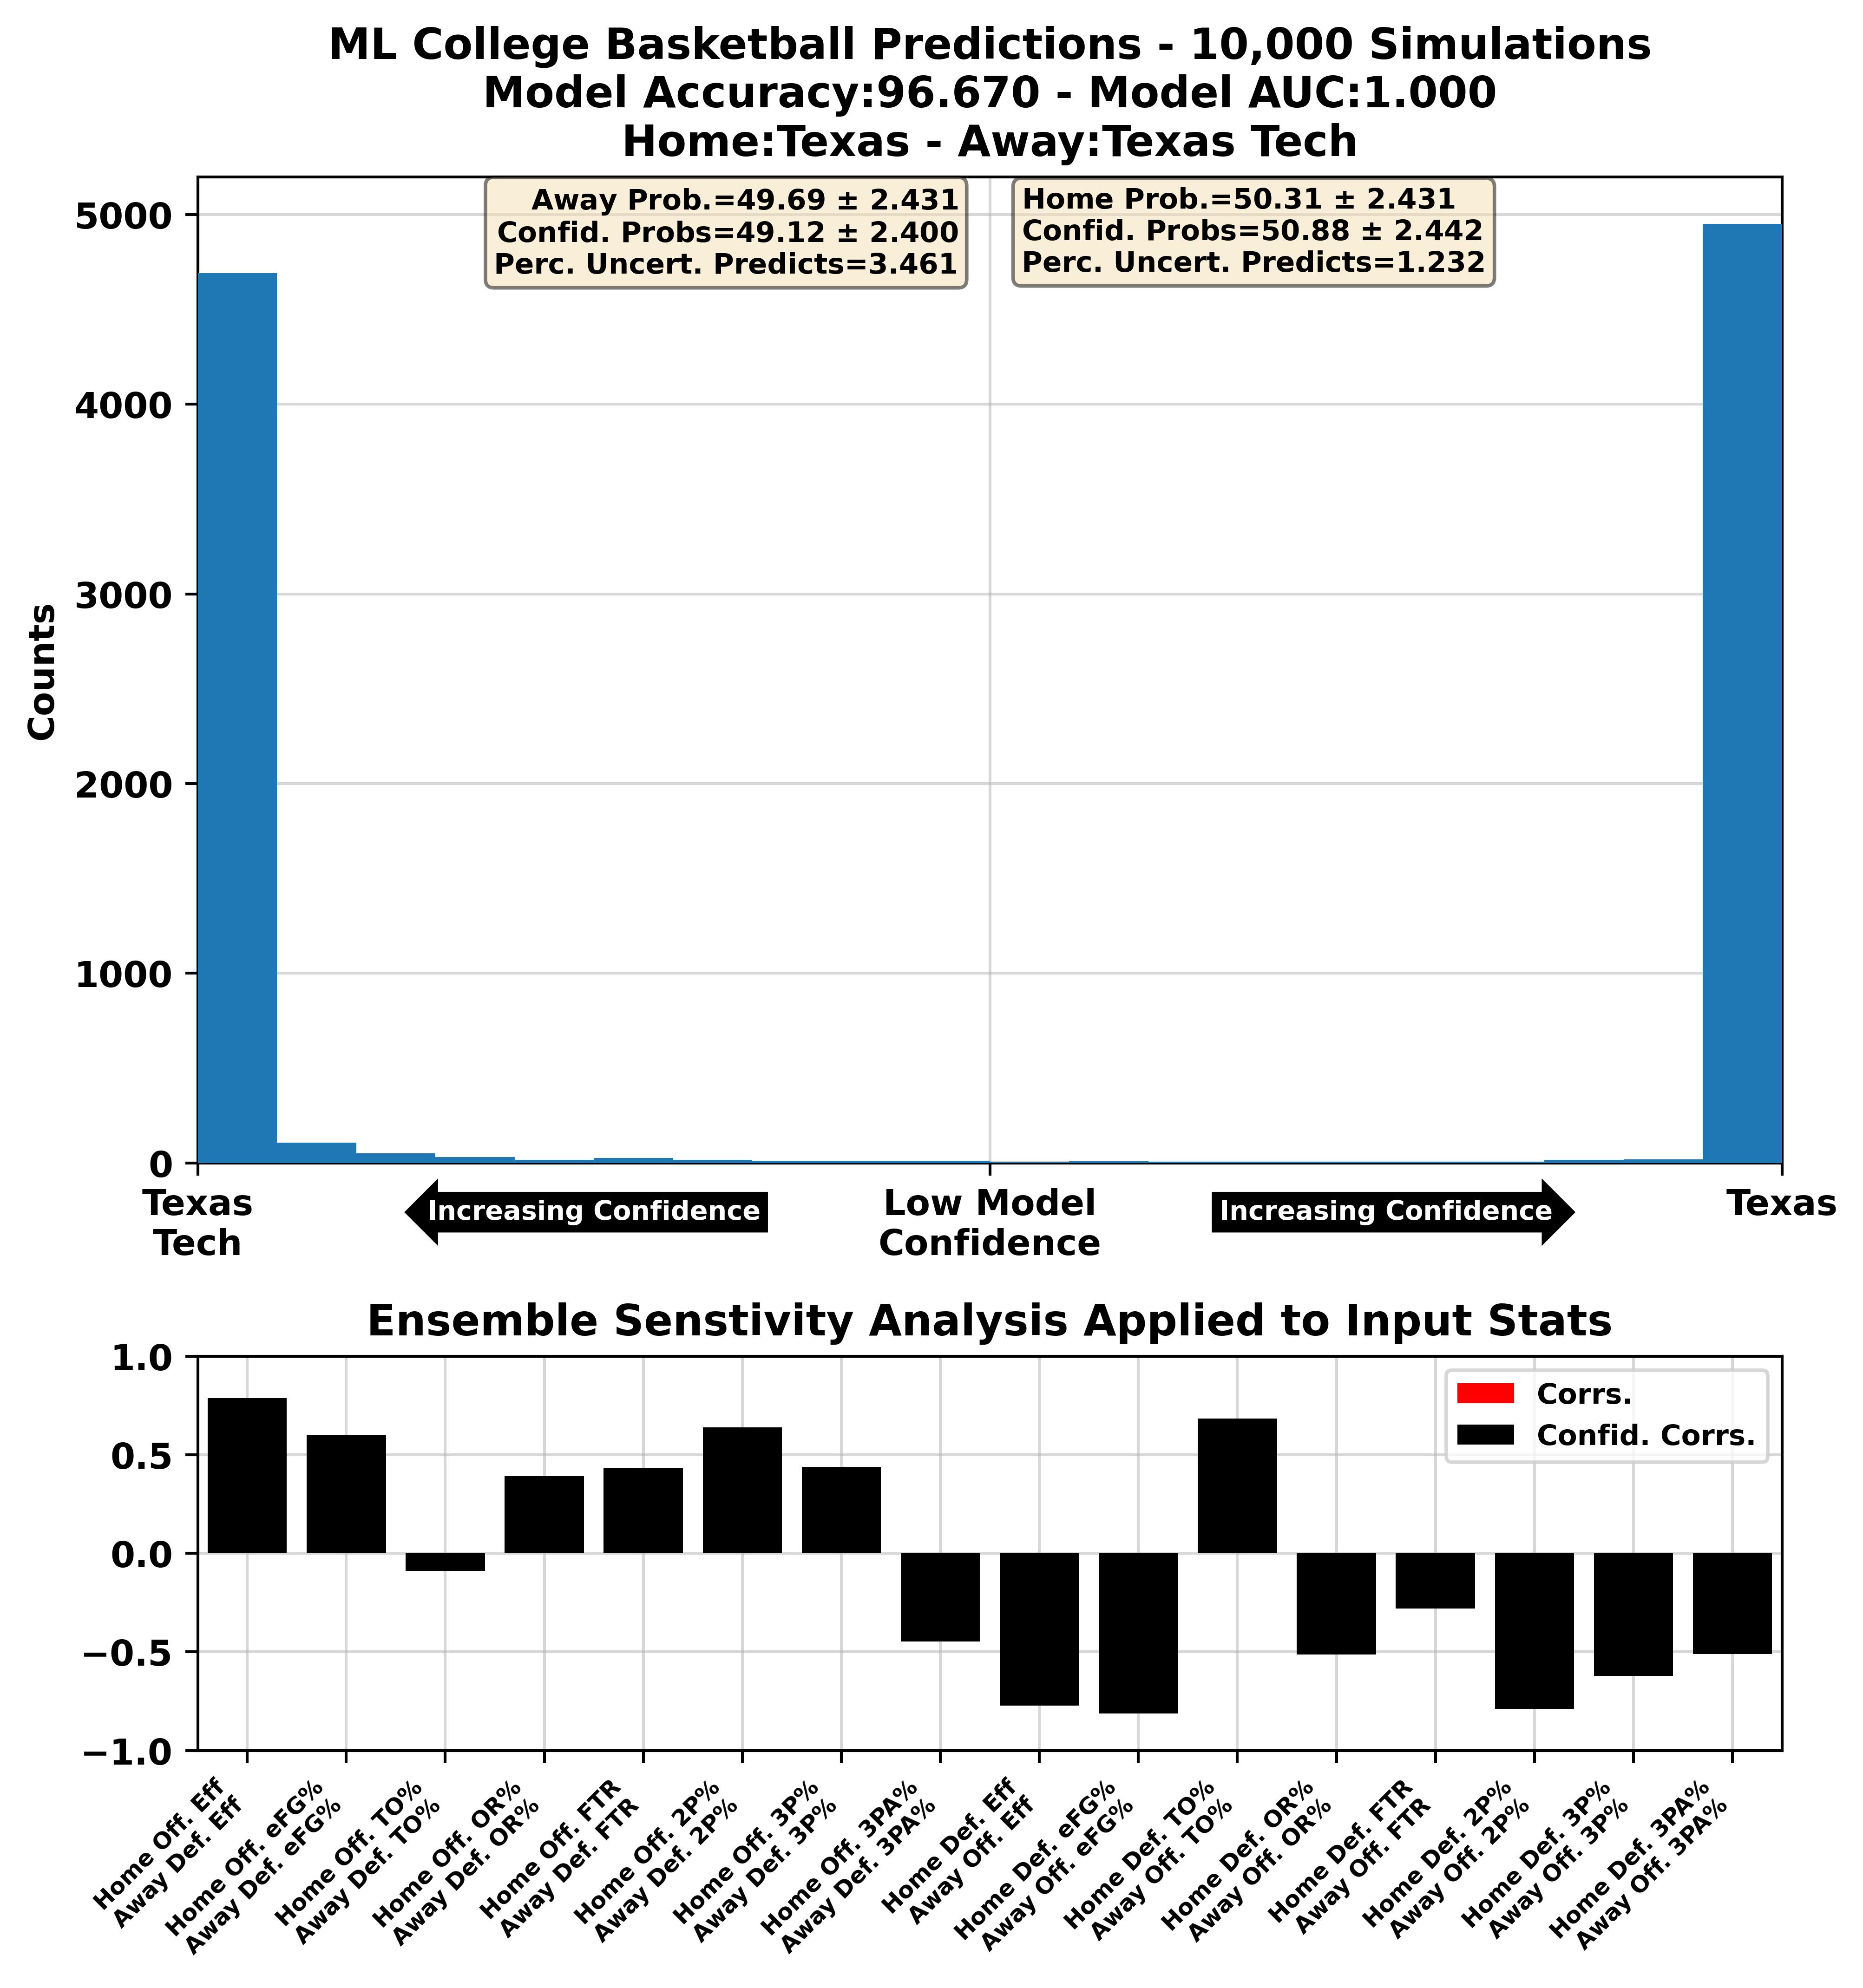 ML College Basketball Predictions - 10,000 Simulations
Model Accuracy:96.670 - Model AUC:1.000
Home:Texas - Away:Texas Tech
Away Prob.=49.69 ± 2.431
Confid. Probs=49.12 ± 2.400
Perc. Uncert. Predicts=3.461
Home Prob.=50.31 ± 2.431
Confid. Probs=50.88 ± 2.442
Perc. Uncert. Predicts=1.232
5000
4000
3000
2000
1000
0
Counts
Texas
Tech
Increasing Confidence
Low Model
Confidence
Increasing Confidence
Texas
Ensemble Senstivity Analysis Applied to Input Stats
1.0
0.5
0.0
−0.5
−1.0
Corrs.
Confid. Corrs.
Home Off. Eff
Away Def. Eff
Home Off. eFG%
Away Def. eFG%
Home Off. TO%
Away Def. TO%
Home Off. OR%
Away Def. OR%
Home Off. FTR
Away Def. FTR
Home Off. 2P%
Away Def. 2P%
Home Off. 3P%
Away Def. 3P%
Home Off. 3PA%
Away Def. 3PA%
Home Def. Eff
Away Off. Eff
Home Def. eFG%
Away Off. eFG%
Home Def. TO%
Away Off. TO%
Home Def. OR%
Away Off. OR%
Home Def. FTR
Away Off. FTR
Home Def. 2P%
Away Off. 2P%
Home Def. 3P%
Away Off. 3P%
Home Def. 3PA%
Away Off. 3PA%